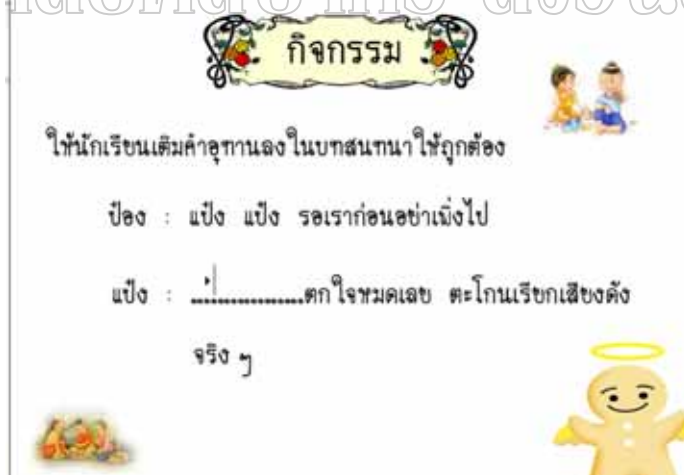 กิจกรรม
ให้นักเรียนเติมคำอุทานลงในบทสนทนาให้ถูกต้อง
ป้อง : แป้ง แป้ง รอเราก่อนอย่าเพิ่งไป
แป้ง : .................ตกใจหมดเลย ตะโกนเรียกเสียงดัง
จริง ๆ